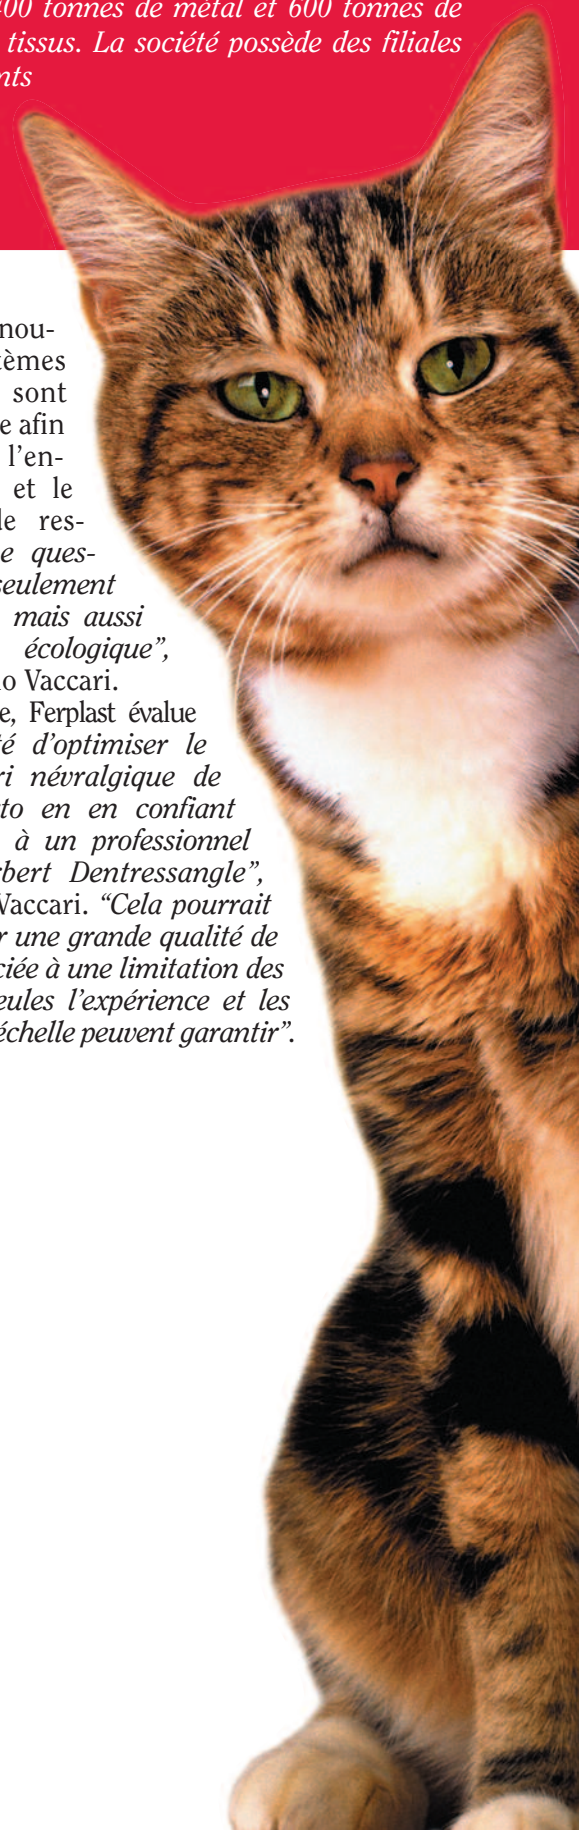 400 tonnes de métal et 600 tonnes de
tissus. La société possède des filiales
nts
nou-
tèmes
sont
e afin
l'en-
et le
le res-
e ques-
seulement
mais aussi
écologique”,
o Vaccari.
e, Ferplast évalue
té d'optimiser le
ri névralgique de
to en en confiant
à un professionnel
bert Dentressangle”,
Vaccari. “Cela pourrait
r une grande qualité de
ciée à une limitation des
eules l'expérience et les
échelle peuvent garantir”.